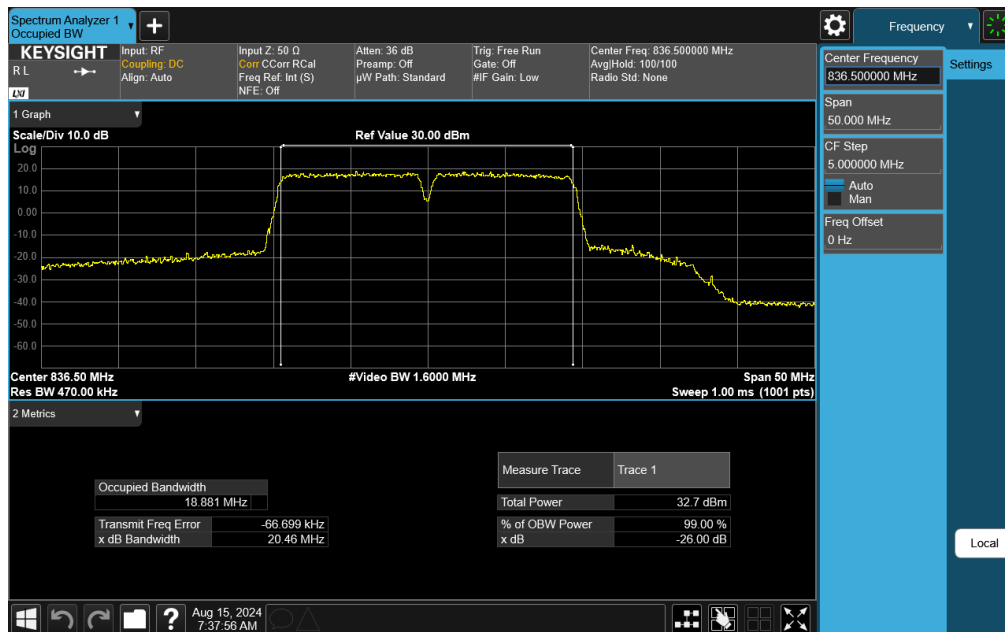 Spectrum Analyzer 1
Occupied BW
Frequency
KEYSIGHT
R L
LXI
Input: RF
Coupling: DC
Align: Auto
Input Z: 50 Ω
Corr CCorr RCal
Freq Ref: Int (S)
NFE: Off
Atten: 36 dB
Preamp: Off
µW Path: Standard
Trig: Free Run
Gate: Off
#IF Gain: Low
Center Freq: 836.500000 MHz
Avg|Hold: 100/100
Radio Std: None
Center Frequency
836.500000 MHz
Settings
Span
50.000 MHz
CF Step
5.000000 MHz
Auto
Man
Freq Offset
0 Hz
1 Graph
Scale/Div 10.0 dB
Ref Value 30.00 dBm
Log
20.0
10.0
0.00
-10.0
-20.0
-30.0
-40.0
-50.0
-60.0
Center 836.50 MHz
#Video BW 1.6000 MHz
Span 50 MHz
Res BW 470.00 kHz
Sweep 1.00 ms (1001 pts)
2 Metrics
Occupied Bandwidth
18.881 MHz
Transmit Freq Error -66.699 kHz
x dB Bandwidth 20.46 MHz
Measure Trace Trace 1
Total Power 32.7 dBm
% of OBW Power 99.00 %
x dB -26.00 dB
Local
Aug 15, 2024
7:37:56 AM